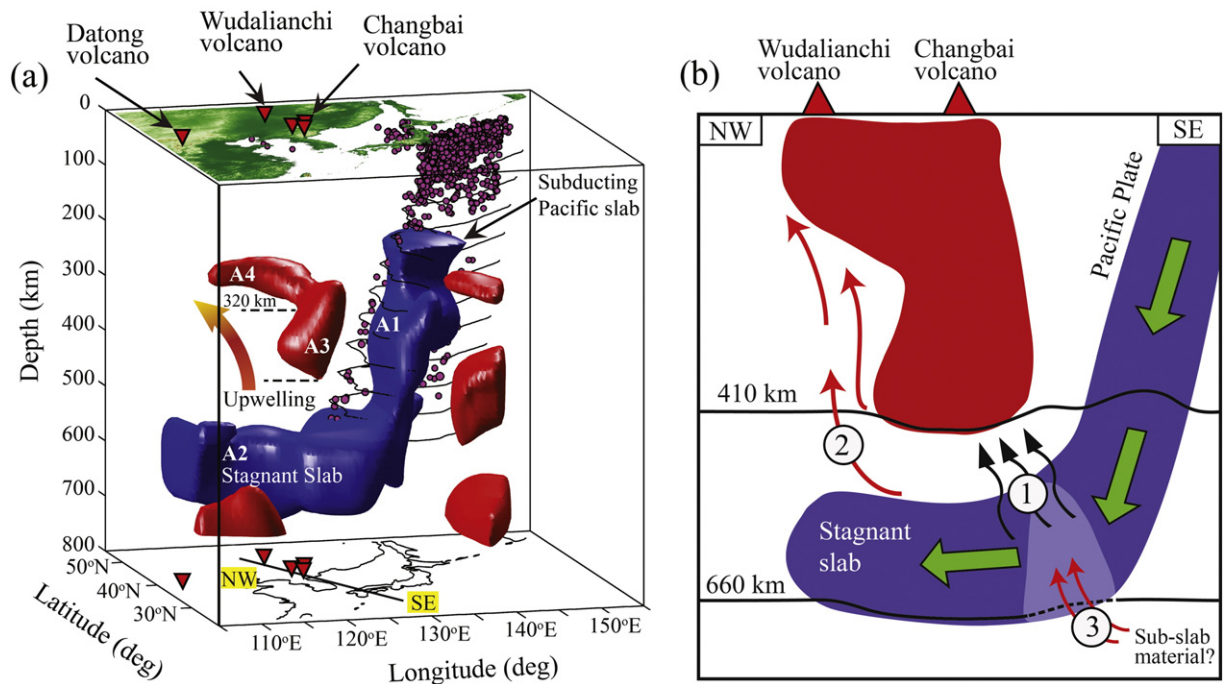 (a)
Datong
volcano
Wudalianchi
volcano
Changbai
volcano
0
100
200
300
400
500
600
700
800
Depth (km)
Subducting
Pacific slab
A4
320 km
A3
Upwelling
A1
A2
Stagnant Slab
NW
SE
50°N
40°N
30°N
Latitude (deg)
110°E
120°E
130°E
140°E
150°E
Longitude (deg)
(b)
Wudalianchi
volcano
Changbai
volcano
NW
SE
Pacific Plate
410 km
2
1
Stagnant
slab
660 km
3
Sub-slab
material?